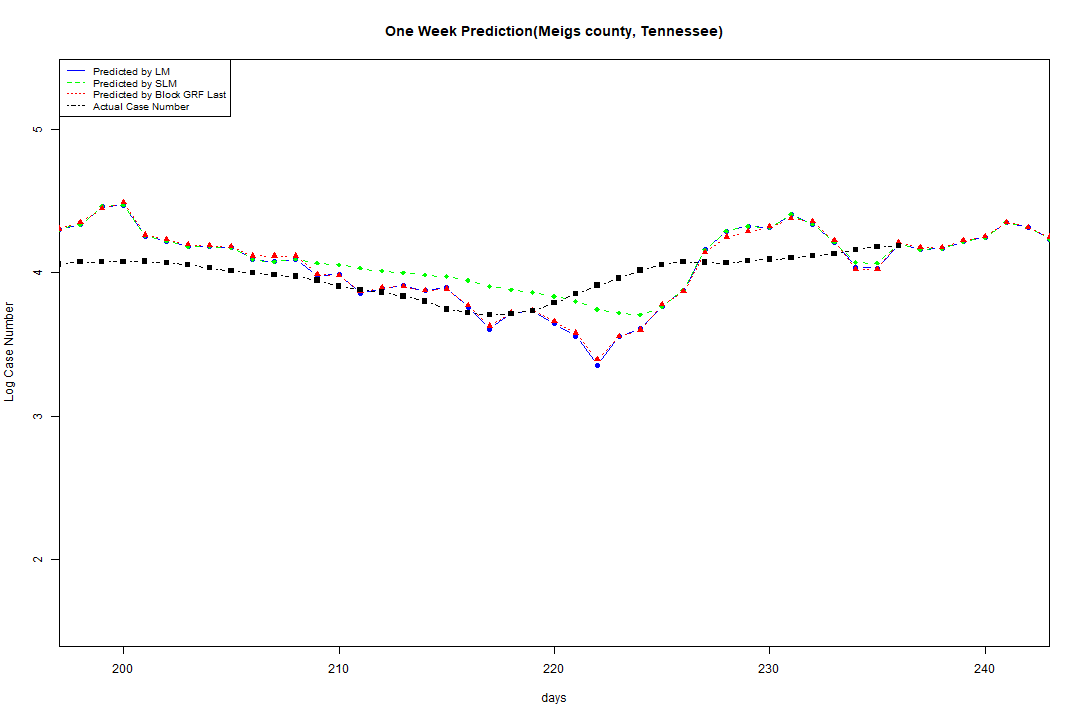 One Week Prediction(Meigs county, Tennessee)
Predicted by LM
Predicted by SLM
Predicted by Block GRF Last
Actual Case Number
5
4
3
2
Log Case Number
200 210 220 230 240
days